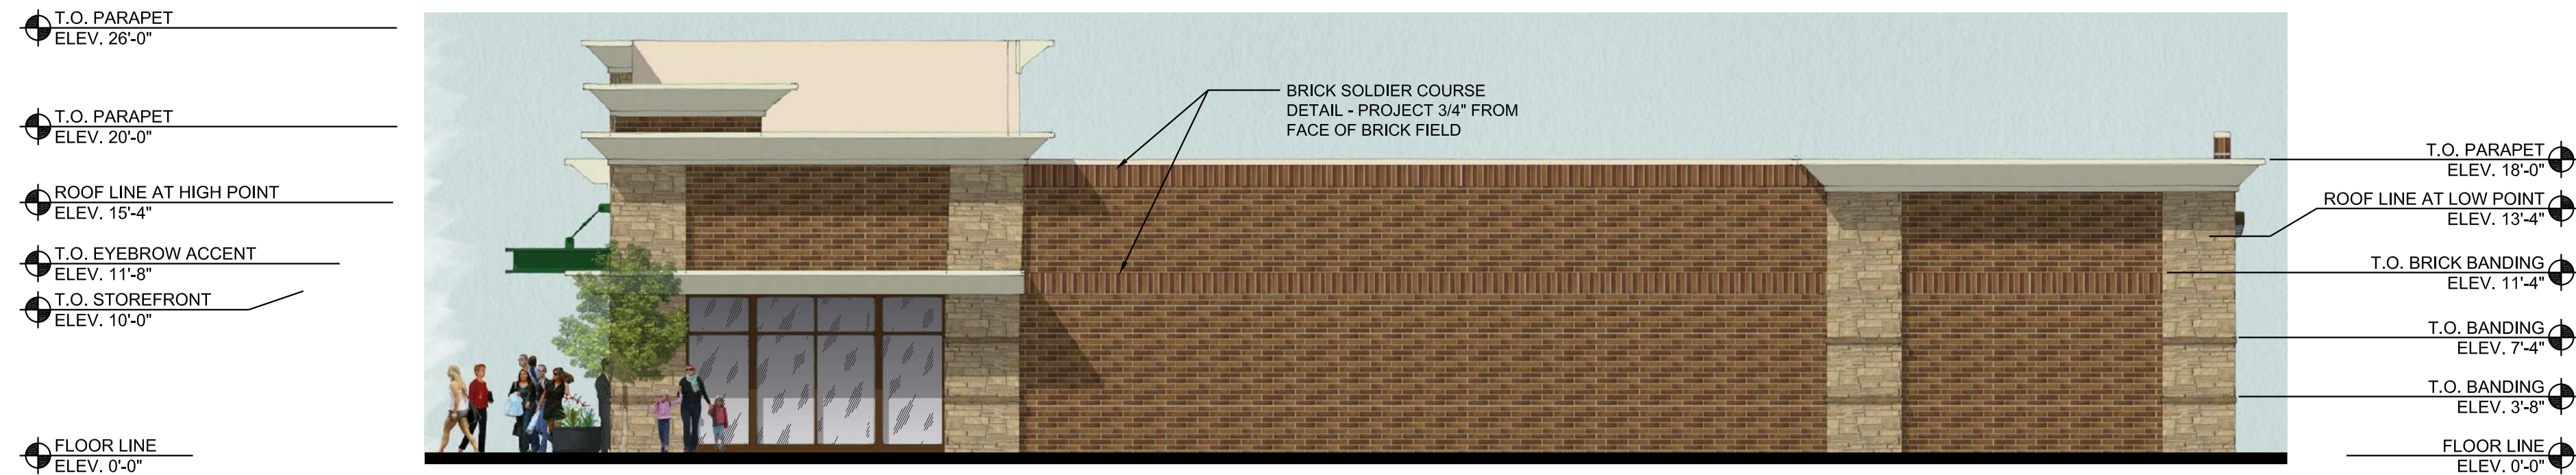 T.O. PARAPET
ELEV. 26'-0"
T.O. PARAPET
ELEV. 20'-0"
ROOF LINE AT HIGH POINT
ELEV. 15'-4"
T.O. EYEBROW ACCENT
ELEV. 11'-8"
T.O. STOREFRONT
ELEV. 10'-0"
FLOOR LINE
ELEV. 0'-0"
BRICK SOLDIER COURSE
DETAIL - PROJECT 3/4" FROM
FACE OF BRICK FIELD
T.O. PARAPET
ELEV. 18'-0"
ROOF LINE AT LOW POINT
ELEV. 13'-4"
T.O. BRICK BANDING
ELEV. 11'-4"
T.O. BANDING
ELEV. 7'-4"
T.O. BANDING
ELEV. 3'-8"
FLOOR LINE
ELEV. 0'-0"